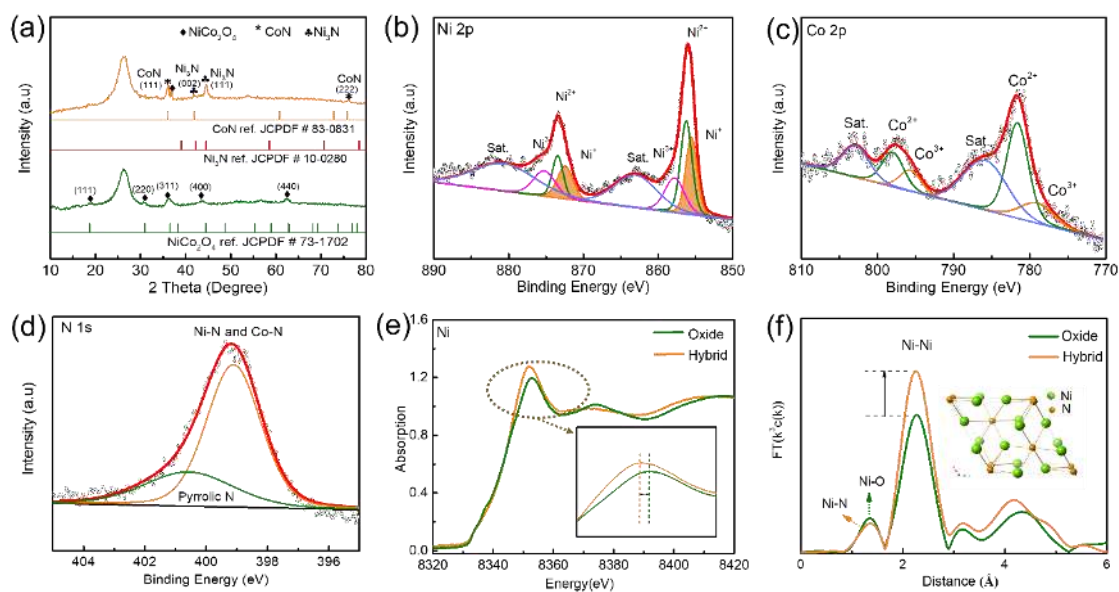 (a)
◆ NiCo₂O₄ * CoN ♣ Ni₃N
CoN
(111)
Ni₃N
(002)
Ni₃N
(111)
CoN
(222)
CoN ref. JCPDF # 83-0831
Ni₃N ref. JCPDF # 10-0280
(111)
(220)
(311)
(400)
(440)
NiCo₂O₄ ref. JCPDF # 73-1702
Intensity (a.u)
10 20 30 40 50 60 70 80
2 Theta (Degree)
(b) Ni 2p
Ni²⁺
Ni⁺
Sat.
Sat.
Ni³⁺
Ni⁺
Intensity (a.u)
890 880 870 860 850
Binding Energy (eV)
(c) Co 2p
Sat.
Co²⁺
Co³⁺
Sat.
Co²⁺
Co³⁺
Intensity (a.u)
810 800 790 780 770
Binding Energy (eV)
(d) N 1s
Ni-N and Co-N
Pyrrolic N
Intensity (a.u)
404 402 400 398 396
Binding Energy (eV)
(e) Ni
Oxide
Hybrid
Absorption
1.6
1.2
0.8
0.4
0.0
8320 8340 8360 8380 8400 8420
Energy(eV)
(f)
Ni-Ni
Oxide
Hybrid
Ni
N
Ni-O
Ni-N
FT(k³c(k))
0 2 4 6
Distance (Å)